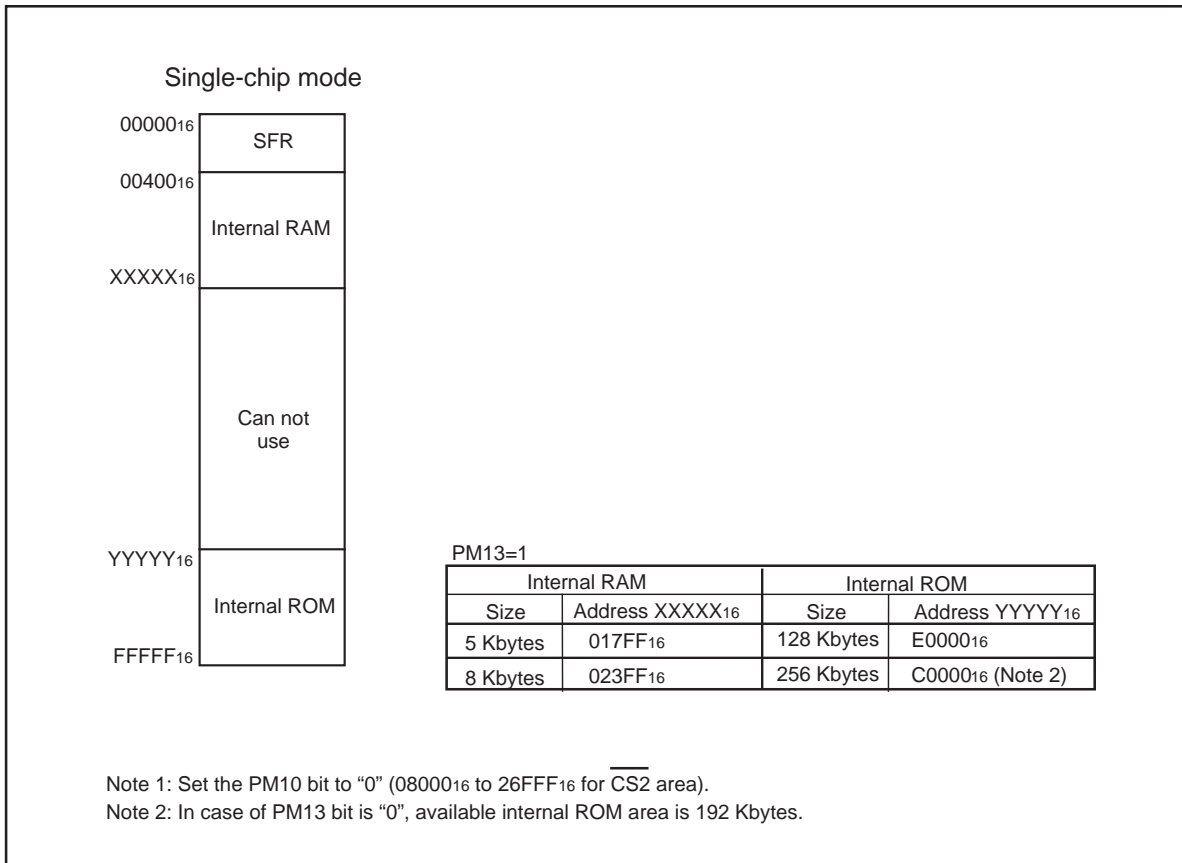 Single-chip mode
00000₁₆
SFR
00400₁₆
Internal RAM
XXXXX₁₆
Can not
use
YYYYY₁₆
Internal ROM
FFFFF₁₆
PM13=1
Internal RAM Internal ROM
Size Address XXXXX₁₆ Size Address YYYYY₁₆
5 Kbytes 017FF₁₆ 128 Kbytes E0000₁₆
8 Kbytes 023FF₁₆ 256 Kbytes C0000₁₆ (Note 2)
Note 1: Set the PM10 bit to “0” (08000₁₆ to 26FFF₁₆ for C̅S̅2̅ area).
Note 2: In case of PM13 bit is “0”, available internal ROM area is 192 Kbytes.